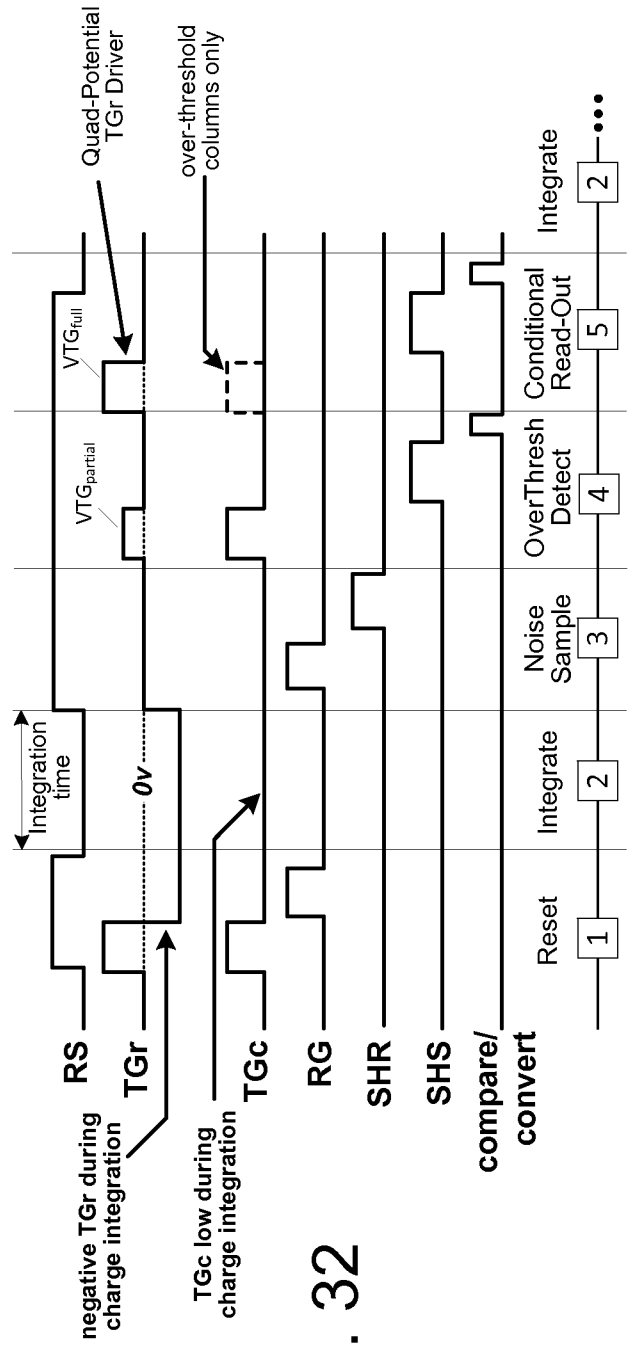 Integration
time
VTGpartial
VTGfull
Quad-Potential
TGr Driver
over-threshold
columns only
RS
TGr
0v
negative TGr during
charge integration
TGc
TGc low during
charge integration
RG
SHR
SHS
compare/
convert
Reset
Integrate
Noise
Sample
OverThresh
Detect
Conditional
Read-Out
Integrate
1
2
3
4
5
2
•••
. 32